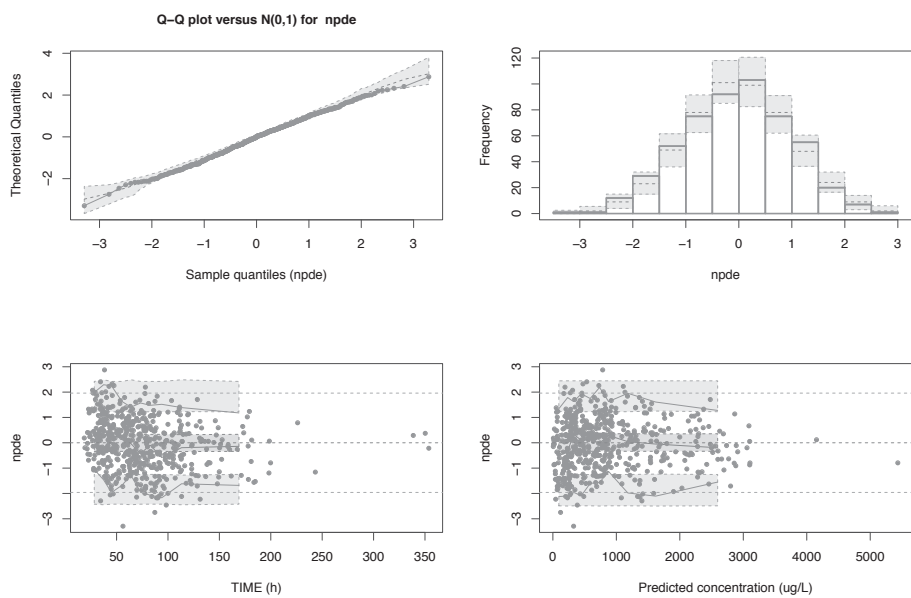 Q−Q plot versus N(0,1) for npde
Theoretical Quantiles
4
2
0
−2
−3 −2 −1 0 1 2 3
Sample quantiles (npde)
Frequency
120
80
60
40
20
0
−3 −2 −1 0 1 2 3
npde
npde
3
2
1
0
−1
−3
50 100 150 200 250 300 350
TIME (h)
npde
3
2
1
0
−1
−3
0 1000 2000 3000 4000 5000
Predicted concentration (ug/L)